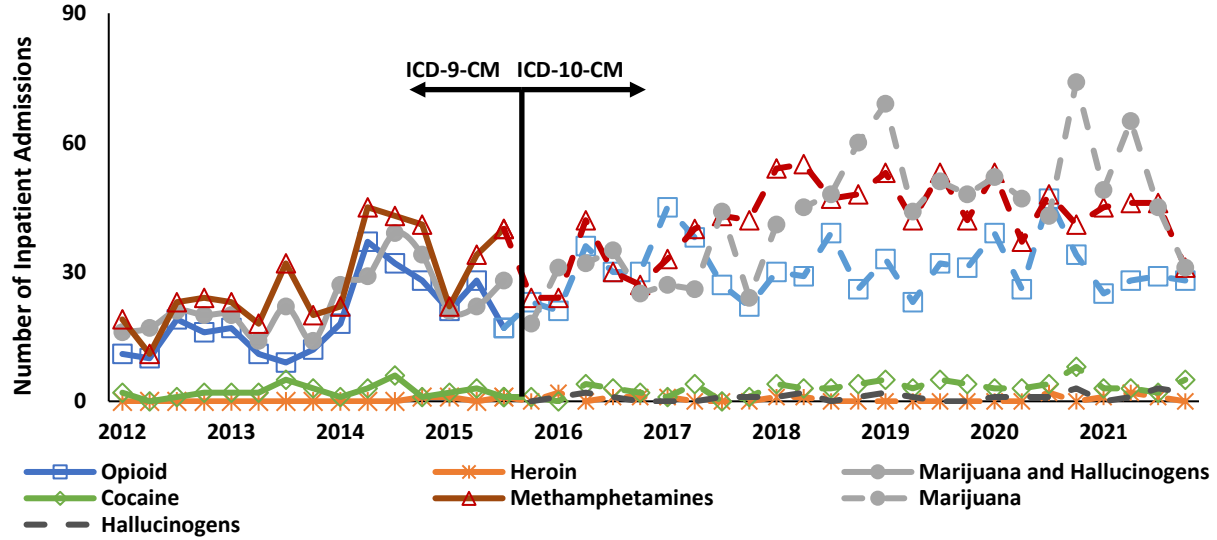 Number of Inpatient Admissions
90
60
30
0
ICD-9-CM ICD-10-CM
2012 2013 2014 2015 2016 2017 2018 2019 2020 2021
Opioid Heroin Marijuana and Hallucinogens
Cocaine Methamphetamines Marijuana
Hallucinogens